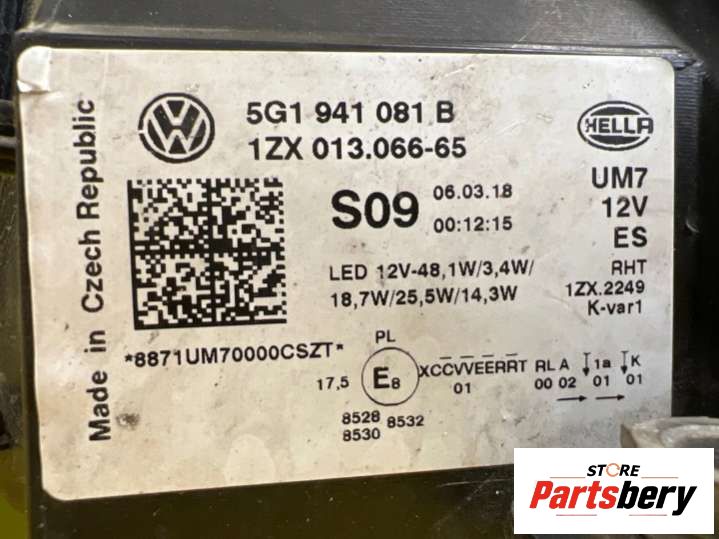 Made in Czech Republic
VW
5G1 941 081 B
1ZX 013.066-65
HELLA
S09
06.03.18
00:12:15
UM7
12V
ES
LED 12V-48,1W/3,4W/
18,7W/25,5W/14,3W
RHT
1ZX.2249
K-var1
*8871UM70000CSZT*
PL
17,5
E8
XCCVVEERRT RL A 1a K
01 00 02 01 01
8528 8532
8530
STORE
Partsbery